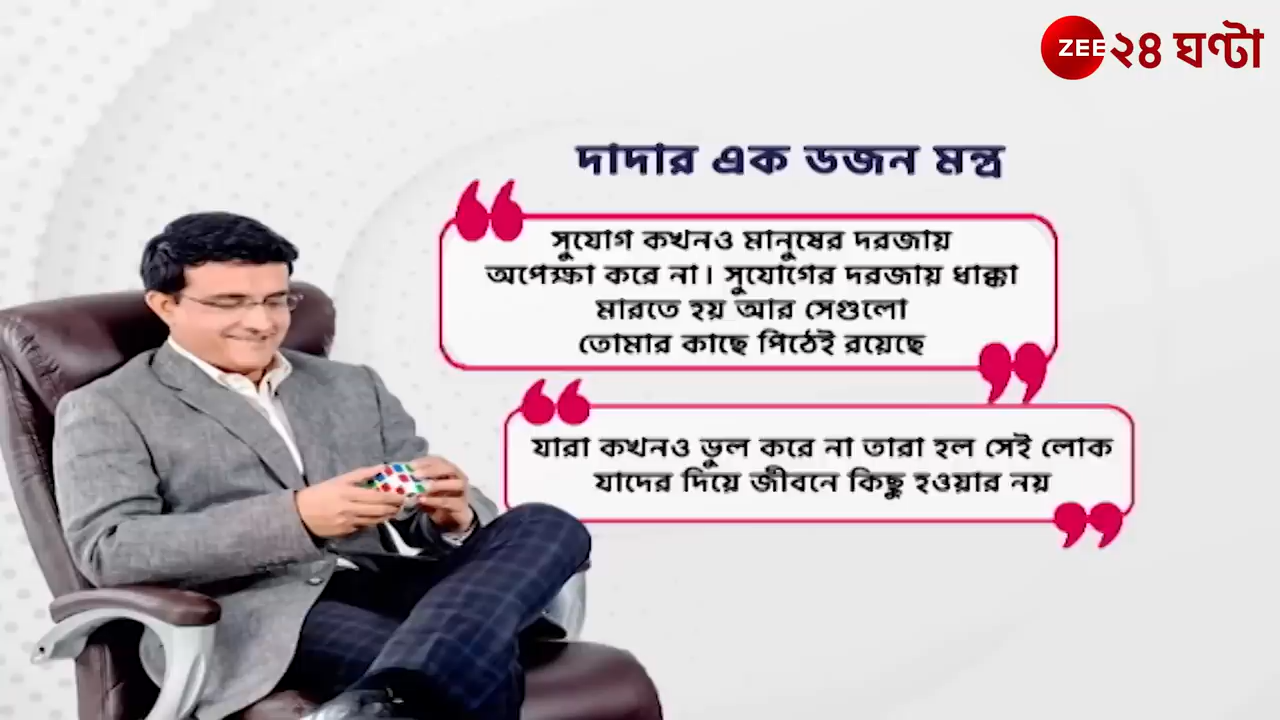 ZEE ২৪ ঘণ্টা
দাদার এক ডজন মন্ত্র
সুযোগ কখনও মানুষের দরজায়
অপেক্ষা করে না। সুযোগের দরজায় ধাক্কা
মারতে হয় আর সেগুলো
তোমার কাছে পিঠেই রয়েছে
যারা কখনও ভুল করে না তারা হল সেই লোক
যাদের দিয়ে জীবনে কিছু হওয়ার নয়